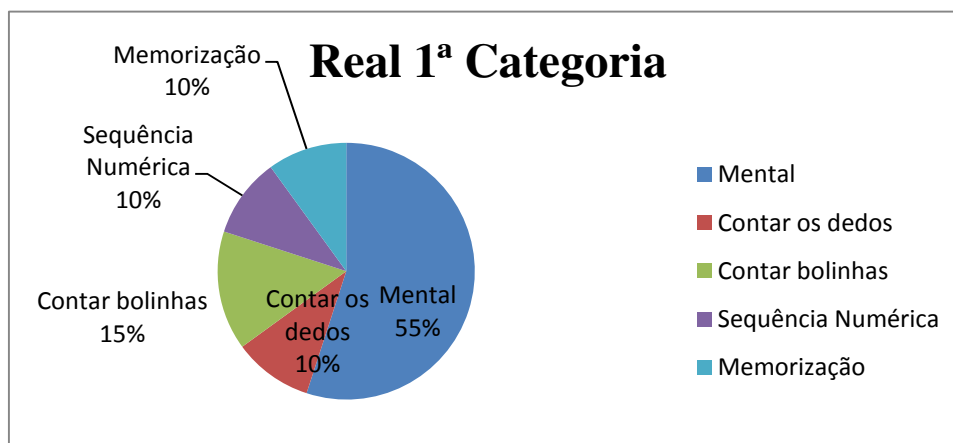 Real 1ª Categoria
Memorização
10%
Sequência
Numérica
10%
Contar bolinhas
15%
Contar os
dedos
10%
Mental
55%
Mental
Contar os dedos
Contar bolinhas
Sequência Numérica
Memorização